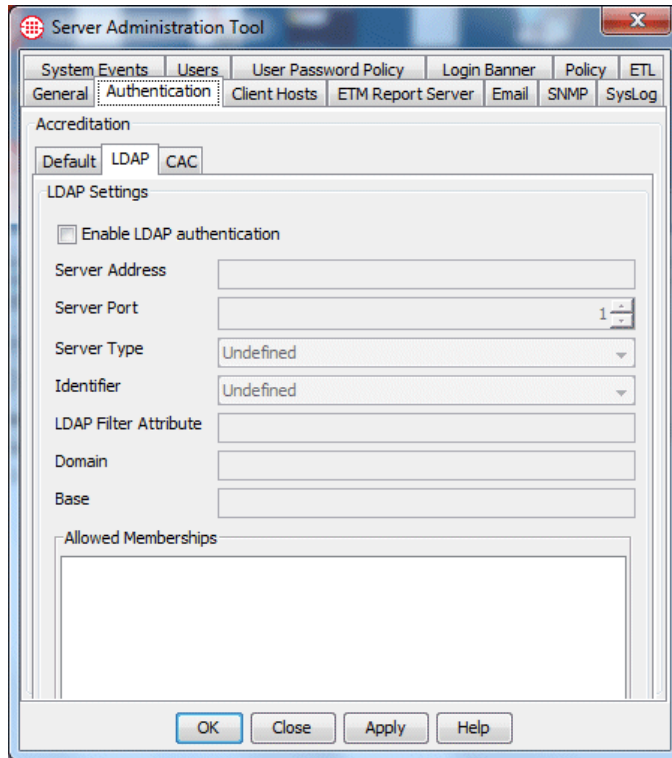 Server Administration Tool
System Events Users User Password Policy Login Banner Policy ETL
General Authentication Client Hosts ETM Report Server Email SNMP SysLog
Accreditation
Default LDAP CAC
LDAP Settings
Enable LDAP authentication
Server Address
Server Port 1
Server Type Undefined
Identifier Undefined
LDAP Filter Attribute
Domain
Base
Allowed Memberships
OK Close Apply Help